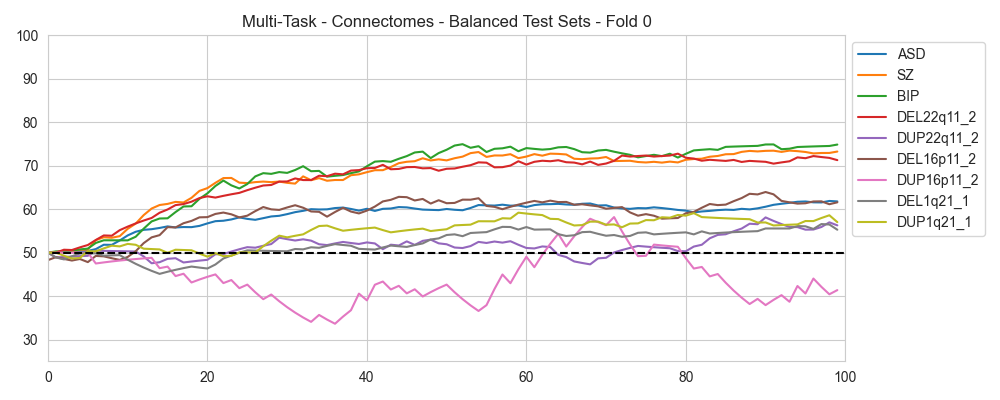 Multi-Task - Connectomes - Balanced Test Sets - Fold 0
100
90
80
70
60
50
40
30
0
20
40
60
80
100
ASD
SZ
BIP
DEL22q11_2
DUP22q11_2
DEL16p11_2
DUP16p11_2
DEL1q21_1
DUP1q21_1